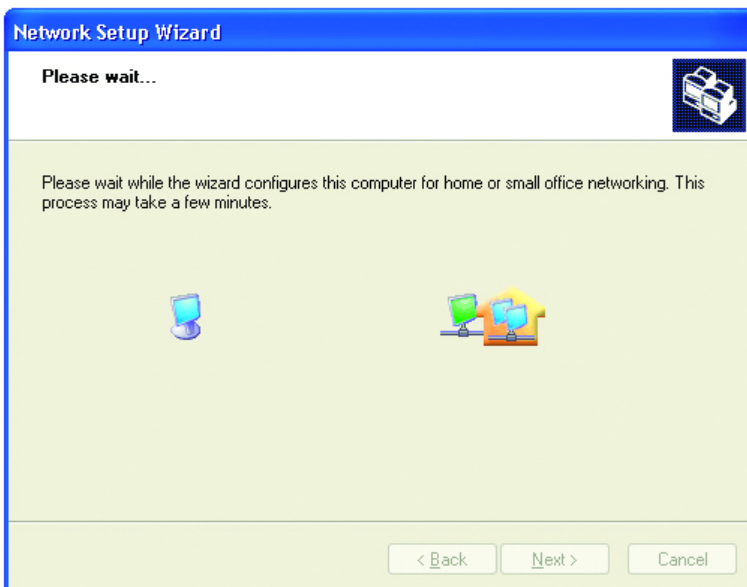 Network Setup Wizard
Please wait...
Please wait while the wizard configures this computer for home or small office networking. This
process may take a few minutes.
< Back Next > Cancel